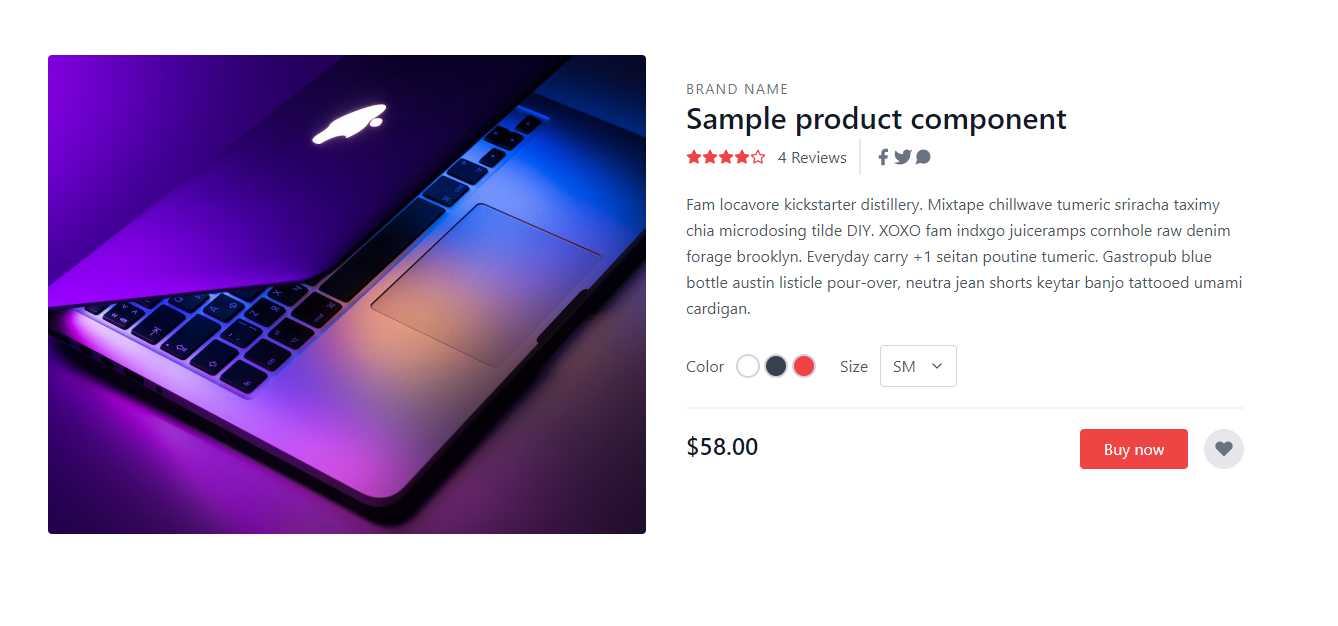 BRAND NAME
Sample product component
4 Reviews
Fam locavore kickstarter distillery. Mixtape chillwave tumeric sriracha taximy
chia microdosing tilde DIY. XOXO fam indxgo juiceramps cornhole raw denim
forage brooklyn. Everyday carry +1 seitan poutine tumeric. Gastropub blue
bottle austin listicle pour-over, neutra jean shorts keytar banjo tattooed umami
cardigan.
Color
Size
SM
$58.00
Buy now